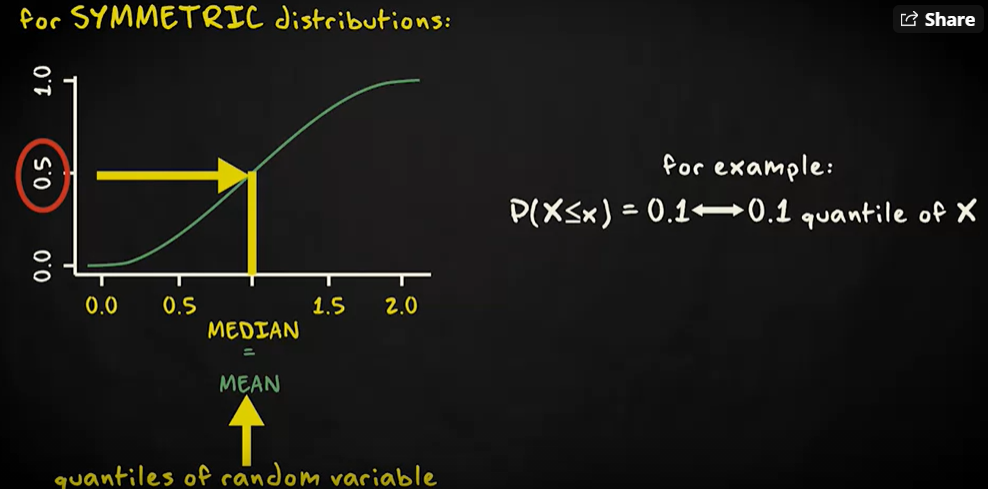 for SYMMETRIC distributions:
Share
1.0
0.5
0.0
0.0 0.5 1.5 2.0
MEDIAN
=
MEAN
quantiles of random variable
for example:
P(X≤x) = 0.1⟷0.1 quantile of X